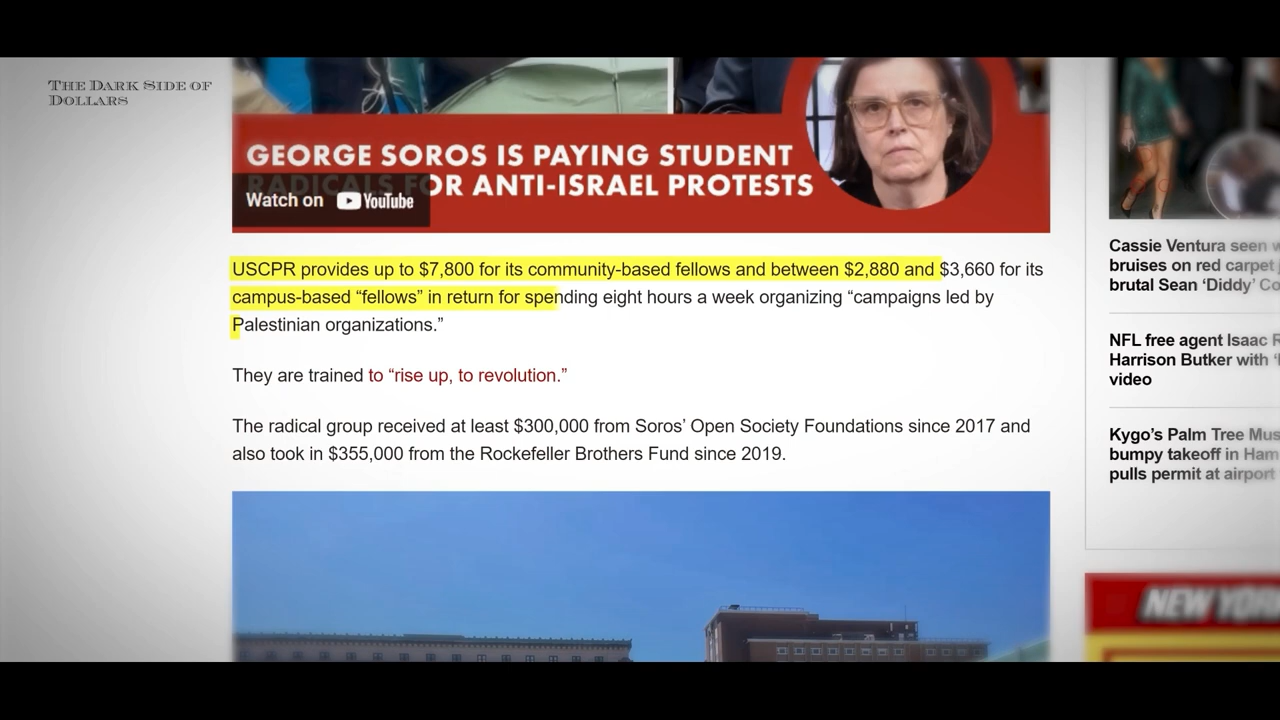 THE DARK SIDE OF
DOLLARS
GEORGE SOROS IS PAYING STUDENT
RADICALS FOR ANTI-ISRAEL PROTESTS
Watch on YouTube
USCPR provides up to $7,800 for its community-based fellows and between $2,880 and $3,660 for its
campus-based “fellows” in return for spending eight hours a week organizing “campaigns led by
Palestinian organizations.”
They are trained to “rise up, to revolution.”
The radical group received at least $300,000 from Soros’ Open Society Foundations since 2017 and
also took in $355,000 from the Rockefeller Brothers Fund since 2019.
Cassie Ventura seen
bruises on red carpet
brutal Sean ‘Diddy’
NFL free agent Isaac
Harrison Butker with
video
Kygo’s Palm Tree
bumpy takeoff in
pulls permit at airport
NEW